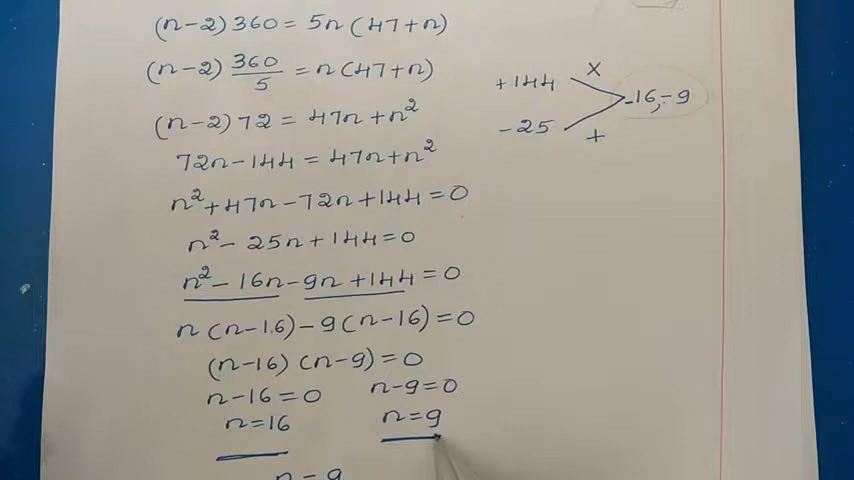 (n-2) 360 = 5n (47+n)
(n-2) 360/5 = n (47+n)
(n-2) 72 = 47n+n²
72n-144 = 47n+n²
n²+47n-72n+144=0
n²-25n+144=0
n²-16n-9n+144=0
n (n-16)-9(n-16)=0
(n-16) (n-9)=0
n-16=0 n-9=0
n=16 n=9
n=9
+144 x
-16,-9
-25 +